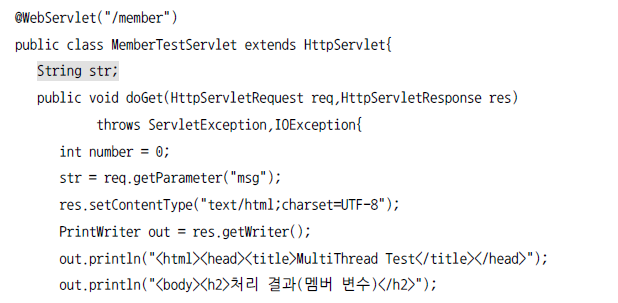 @WebServlet("/member")
public class MemberTestServlet extends HttpServlet{
String str;
public void doGet(HttpServletRequest req,HttpServletResponse res)
throws ServletException,IOException{
int number = 0;
str = req.getParameter("msg");
res.setContentType("text/html;charset=UTF-8");
PrintWriter out = res.getWriter();
out.println("<html><head><title>MultiThread Test</title></head>");
out.println("<body><h2>처리 결과(멤버 변수)</h2>");